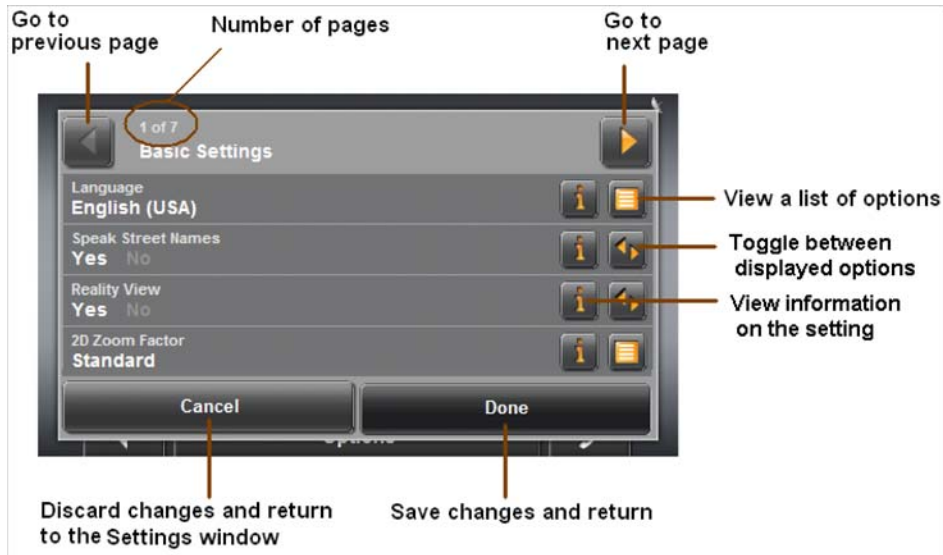 Go to
previous page
Number of pages
Go to
next page
1 of 7
Basic Settings
Language
English (USA)
View a list of options
Speak Street Names
Yes No
Toggle between
displayed options
Reality View
Yes No
View information
on the setting
2D Zoom Factor
Standard
Cancel
Done
Options
Discard changes and return
to the Settings window
Save changes and return